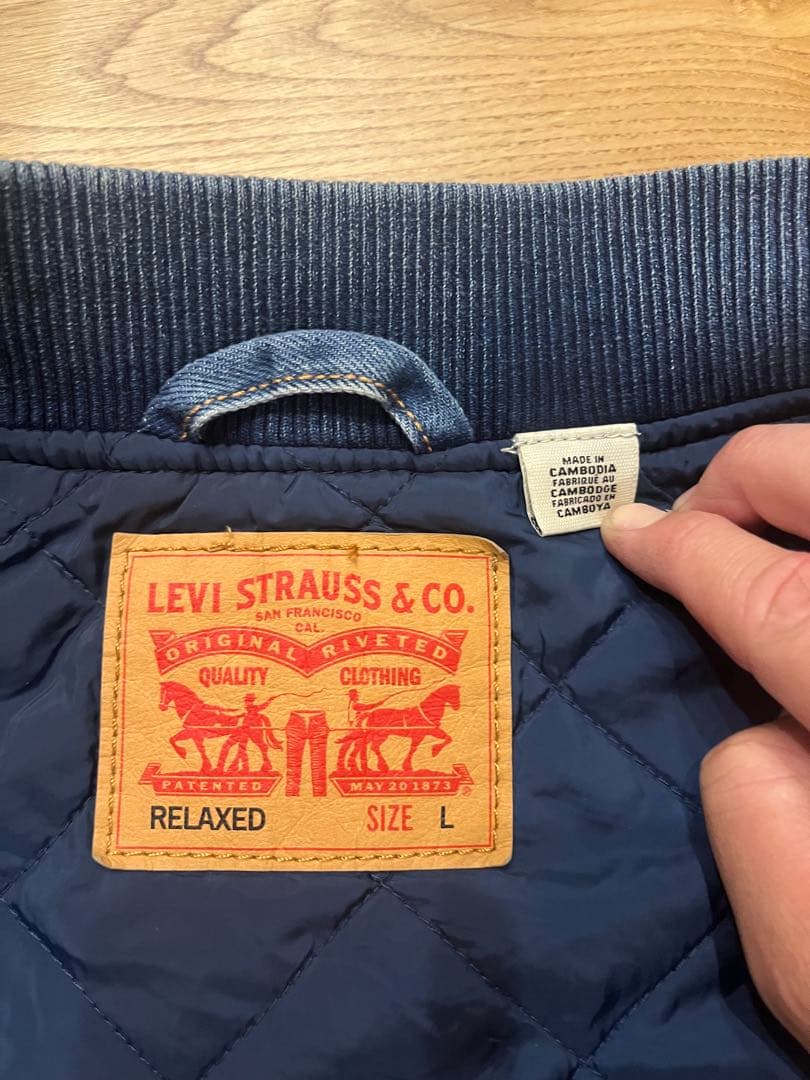 MADE IN
CAMBODIA
FABRIQUÉ AU
CAMBODGE
FABRICADO EN
CAMBOYA
LEVI STRAUSS & CO.
SAN FRANCISCO
CAL.
ORIGINAL RIVETED
QUALITY CLOTHING
PATENTED MAY 20 1873 ®
RELAXED SIZE L